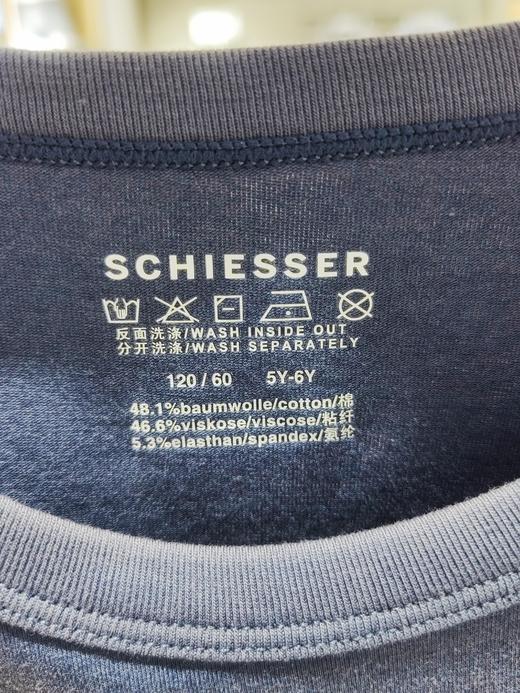 SCHIESSER
反面洗涤/WASH INSIDE OUT
分开洗涤/WASH SEPARATELY
120 / 60 5Y-6Y
48.1%baumwolle/cotton/棉
46.6%viskose/viscose/粘纤
5.3%elasthan/spandex/氨纶